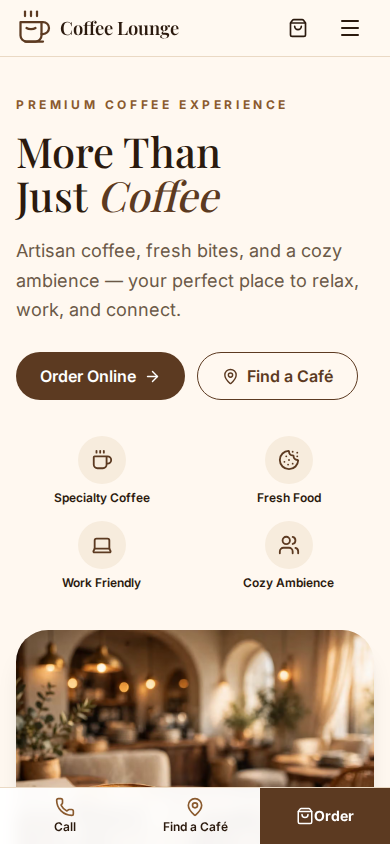 Coffee Lounge
PREMIUM COFFEE EXPERIENCE
More Than
Just Coffee
Artisan coffee, fresh bites, and a cozy
ambience — your perfect place to relax,
work, and connect.
Order Online
Find a Café
Specialty Coffee
Fresh Food
Work Friendly
Cozy Ambience
Call
Find a Café
Order